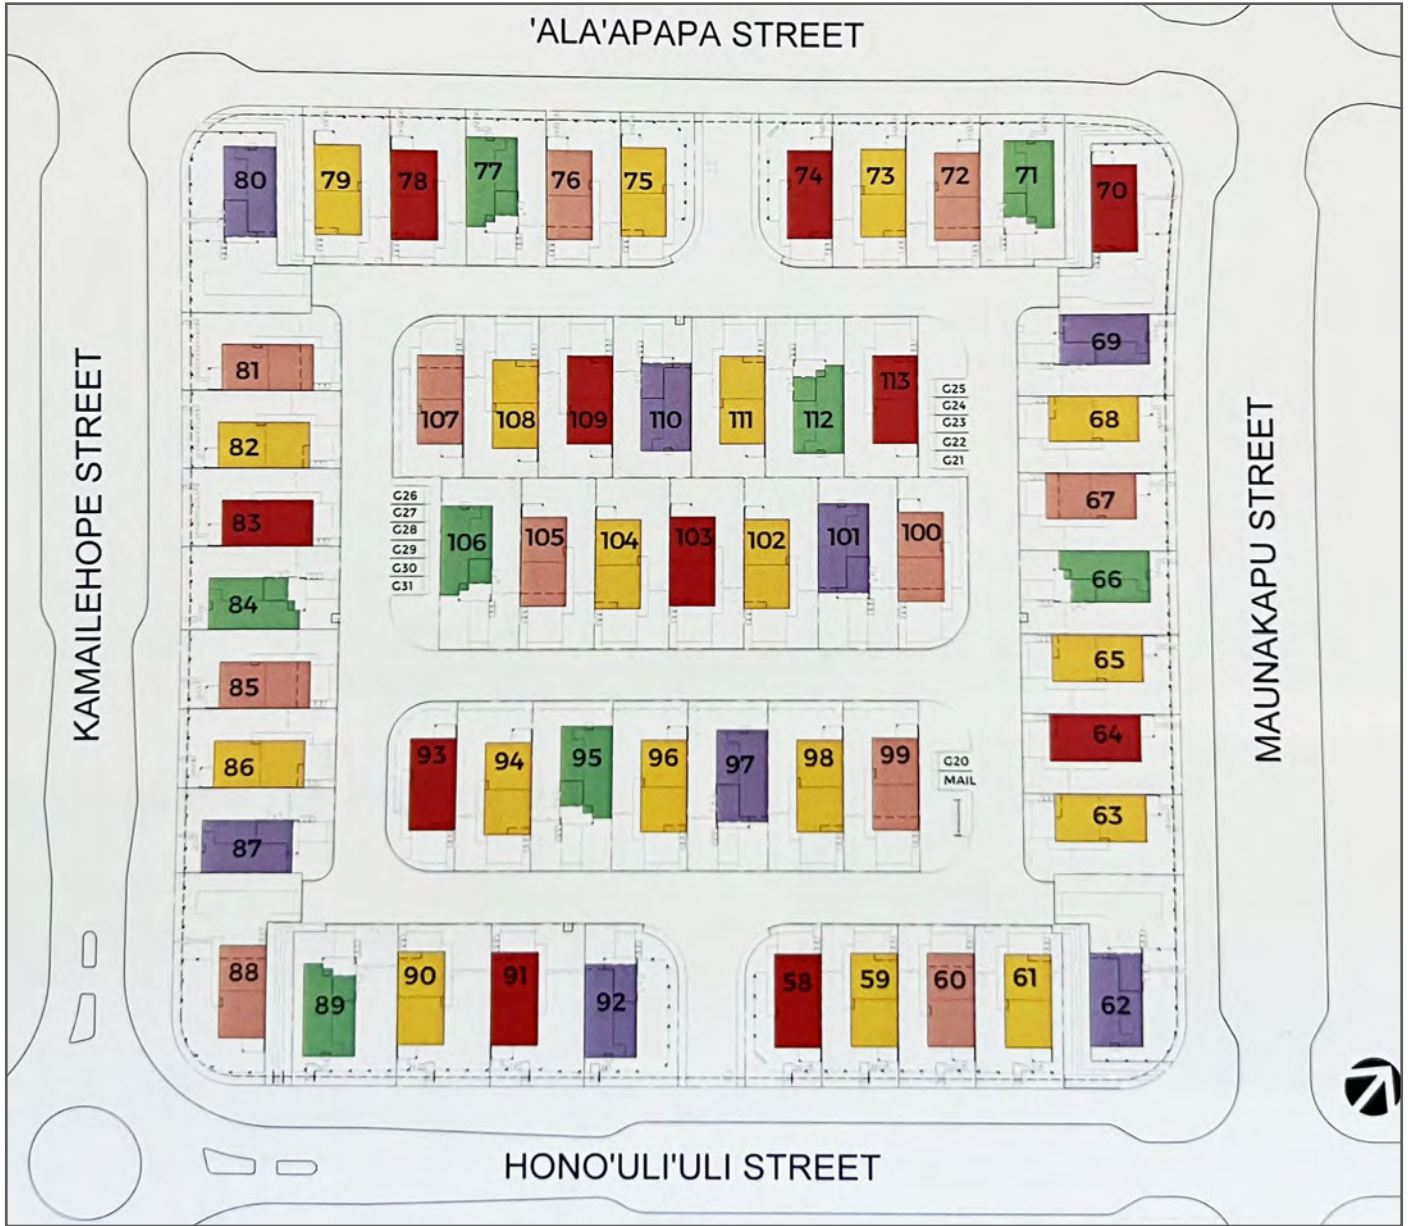 'ALA'APAPA STREET
80 79 78 77 76 75 74 73 72 71 70
69
81
107 108 109 110 111 112 113
G25
G24
G23
G22
G21
68
82
67
83
G26
G27
G28
G29
G30
G31
106 105 104 103 102 101 100
66
84
65
85
64
86
93 94 95 96 97 98 99
G20
MAIL
63
87
88 89 90 91 92 58 59 60 61 62
KAMAILEHOPE STREET
MAUNAKAPU STREET
HONO'ULI'ULI STREET